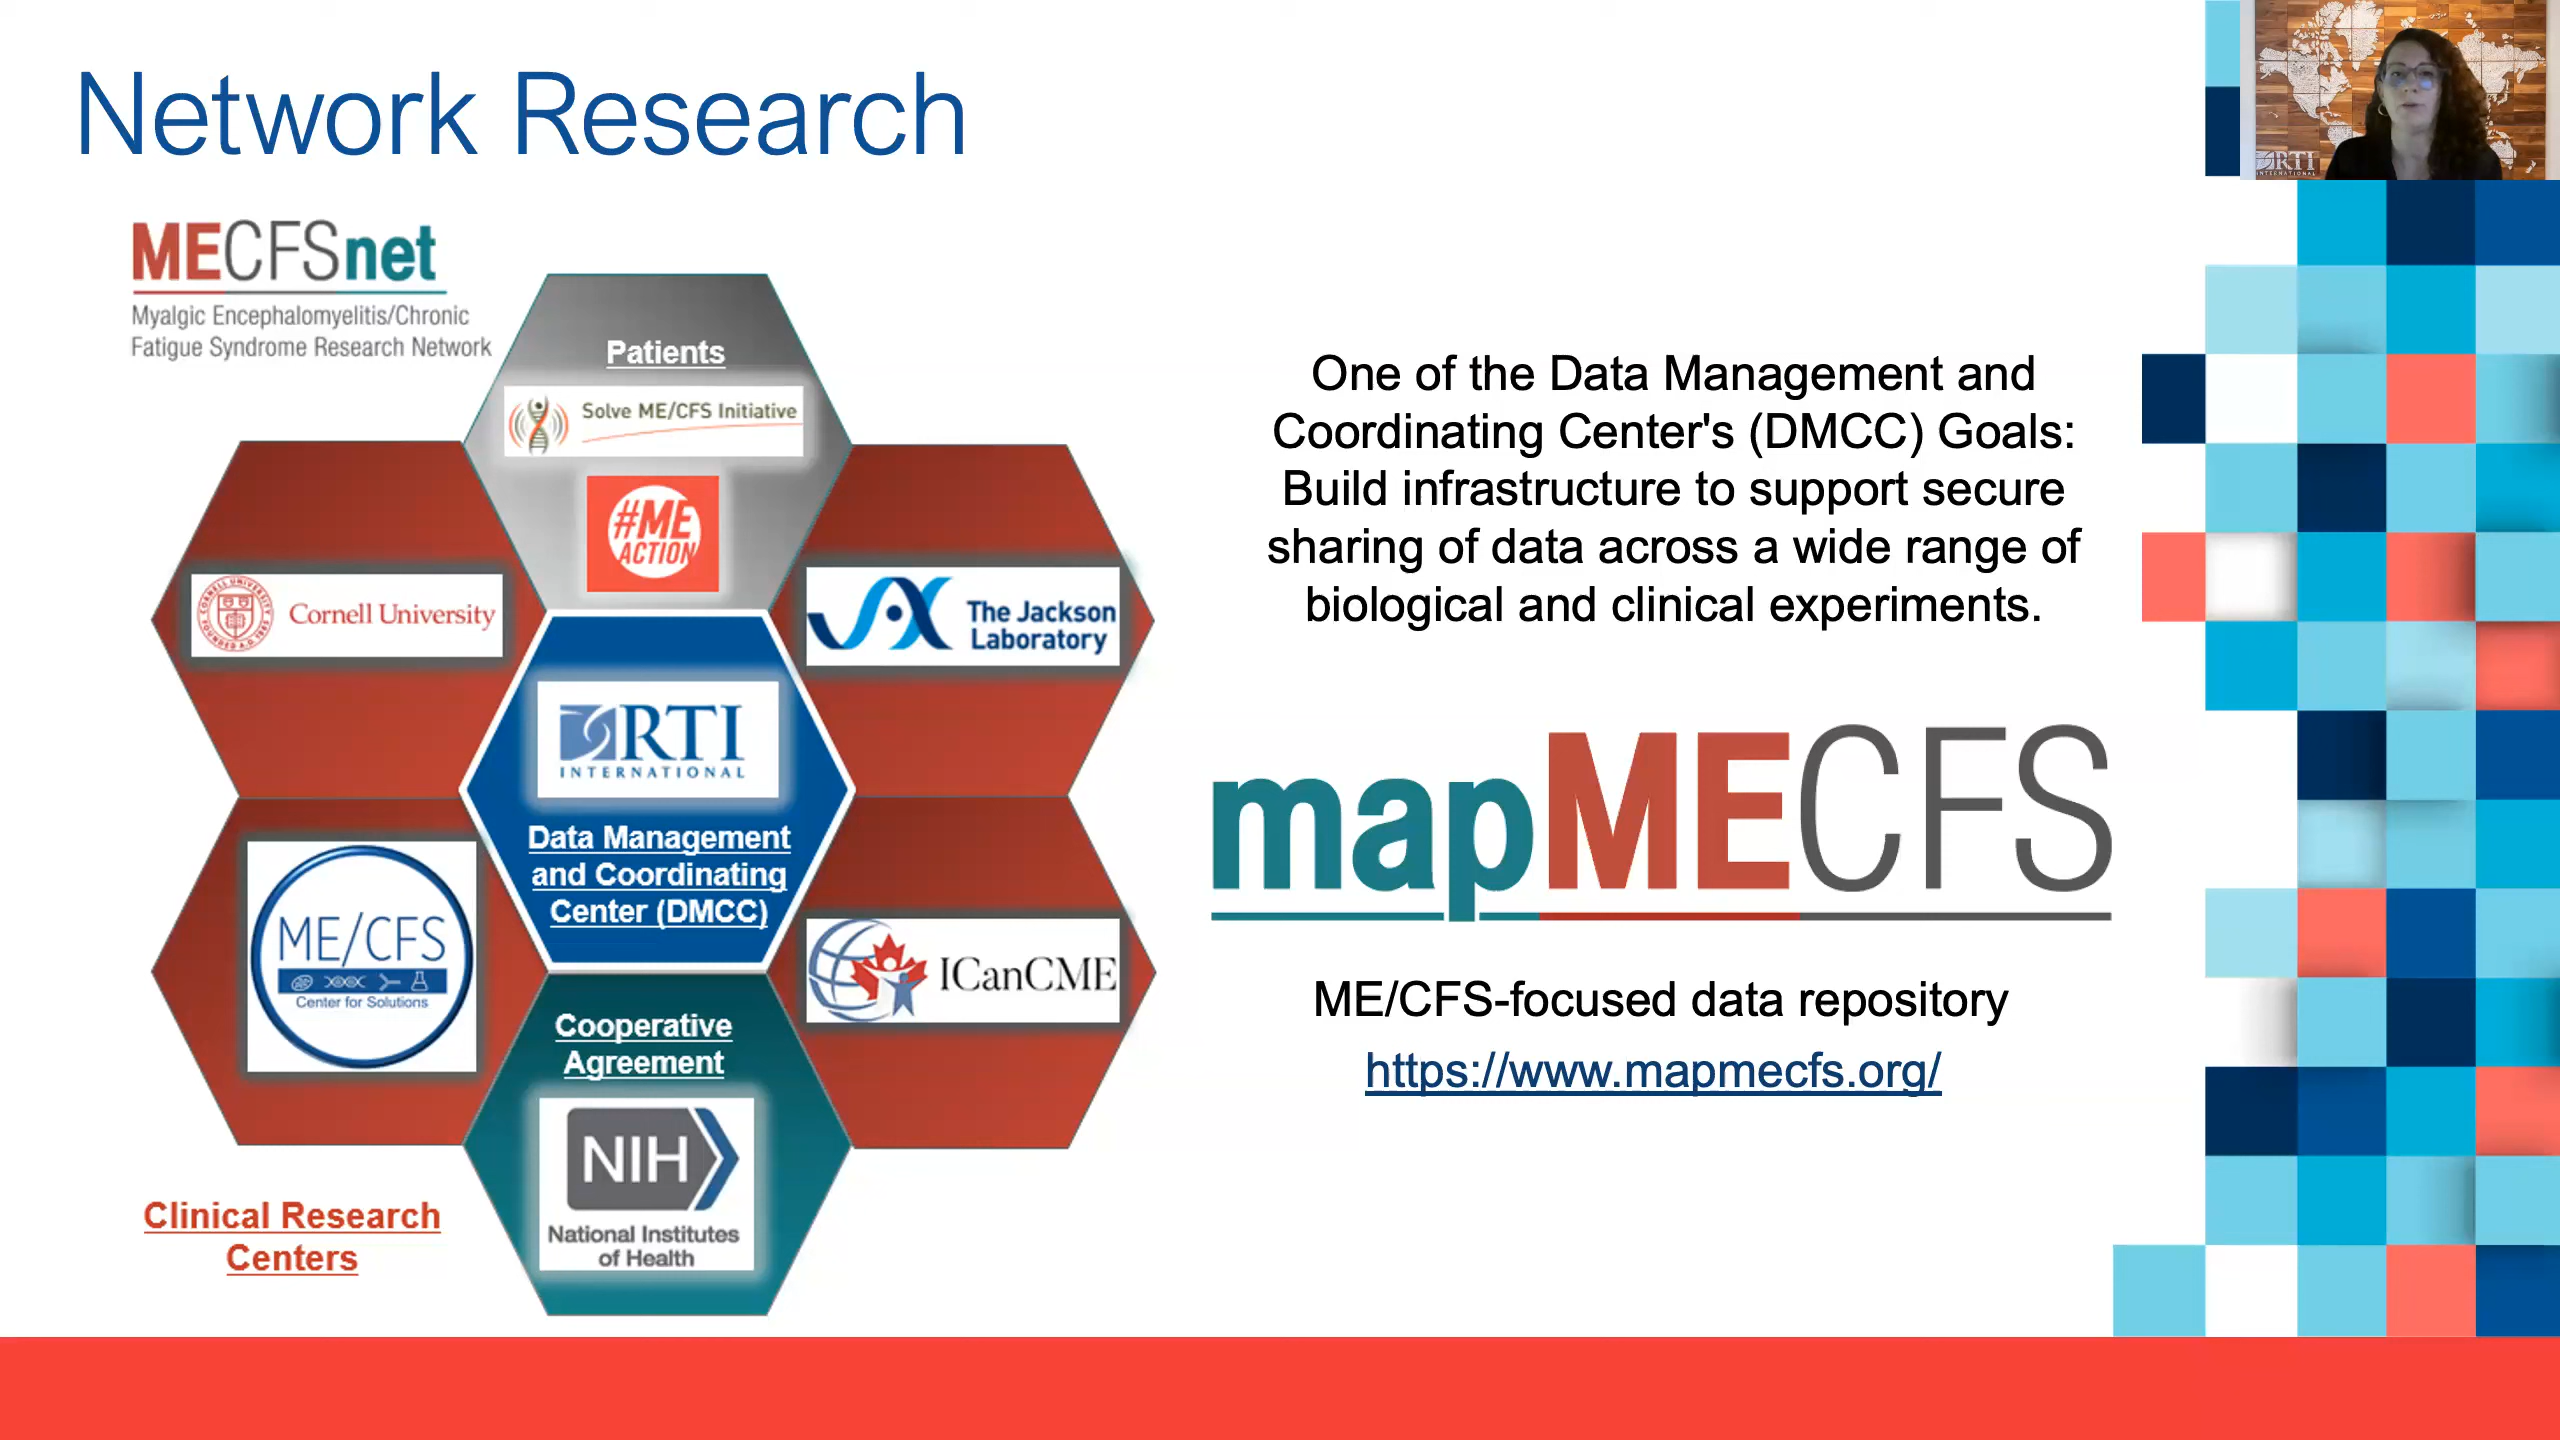 Network Research
MECFSnet
Myalgic Encephalomyelitis/Chronic
Fatigue Syndrome Research Network
Patients
Solve ME/CFS Initiative
#ME
ACTION
Cornell University
The Jackson
Laboratory
RTI
INTERNATIONAL
Data Management
and Coordinating
Center (DMCC)
ME/CFS
Center for Solutions
ICanCME
Cooperative
Agreement
NIH
National Institutes
of Health
Clinical Research
Centers
One of the Data Management and
Coordinating Center's (DMCC) Goals:
Build infrastructure to support secure
sharing of data across a wide range of
biological and clinical experiments.
mapMECFS
ME/CFS-focused data repository
https://www.mapmecfs.org/
RTI
INTERNATIONAL